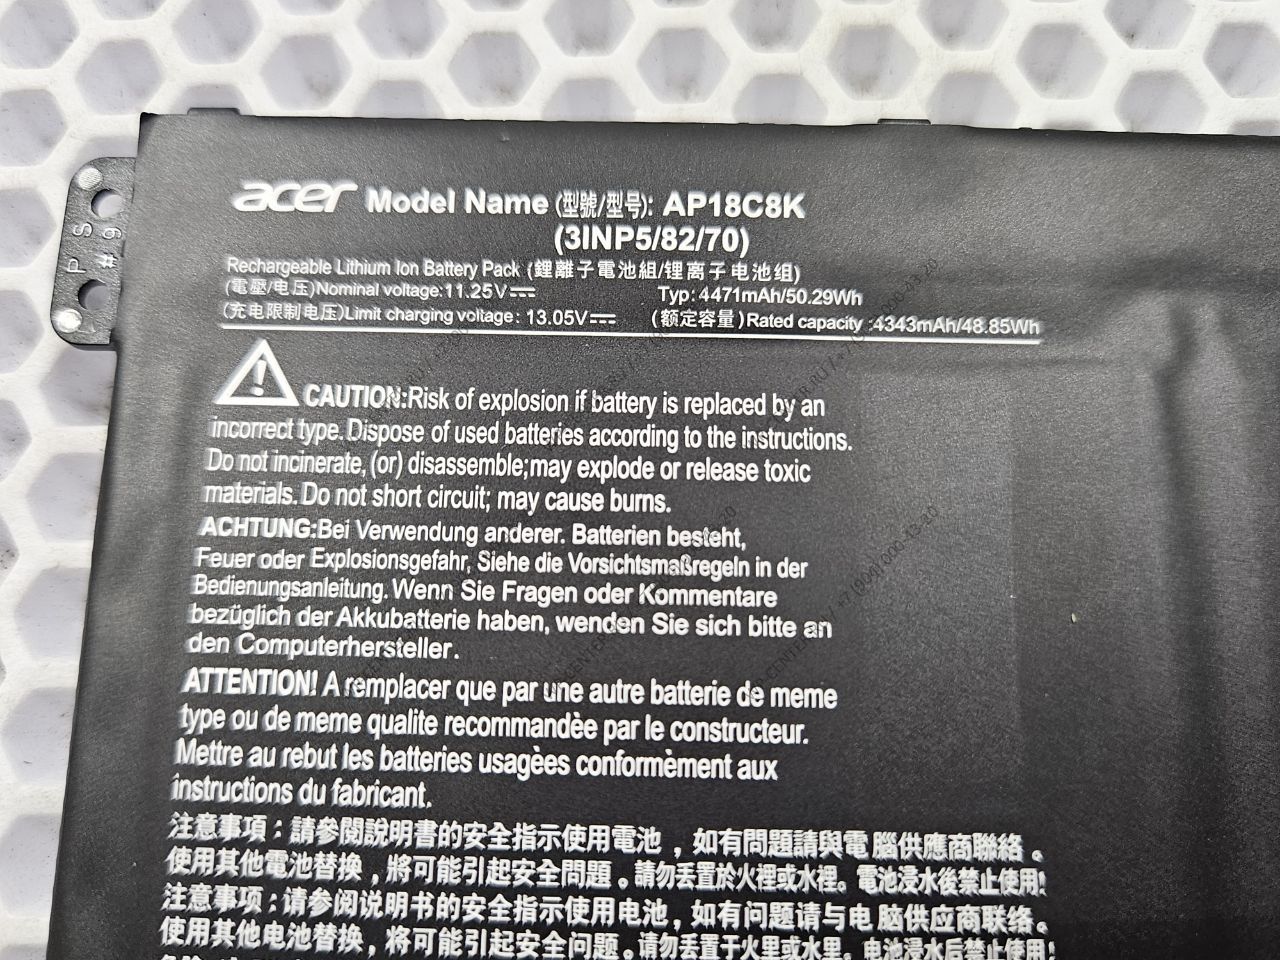 acer Model Name (型號/型号): AP18C8K
(3INP5/82/70)
Rechargeable Lithium Ion Battery Pack (鋰離子電池組/锂离子电池组)
(電壓/电压)Nominal voltage:11.25V⎓ Typ: 4471mAh/50.29Wh
(充电限制电压)Limit charging voltage: 13.05V⎓ (额定容量)Rated capacity :4343mAh/48.85Wh
PS 9#
CAUTION:Risk of explosion if battery is replaced by an
incorrect type. Dispose of used batteries according to the instructions.
Do not incinerate, (or) disassemble;may explode or release toxic
materials. Do not short circuit; may cause burns.
ACHTUNG:Bei Verwendung anderer. Batterien besteht,
Feuer oder Explosionsgefahr, Siehe die Vorsichtsmaßregeln in der
Bedienungsanleitung. Wenn Sie Fragen oder Kommentare
bezüglich der Akkubatterie haben, wenden Sie sich bitte an
den Computerhersteller.
ATTENTION! A remplacer que par une autre batterie de meme
type ou de meme qualite recommandèe par le constructeur.
Mettre au rebut les batteries usagèes conformèment aux
instructions du fabricant.
注意事項：請參閱說明書的安全指示使用電池，如有問題請與電腦供應商聯絡。
使用其他電池替換，將可能引起安全問題。請勿丟置於火裡或水裡。電池浸水後禁止使用!
注意事项：请参阅说明书的安全指示使用电池，如有问题请与电脑供应商联络。
使用其他电池替换，将可能引起安全问题。请勿丢置于火里或水里。电池浸水后禁止使用!